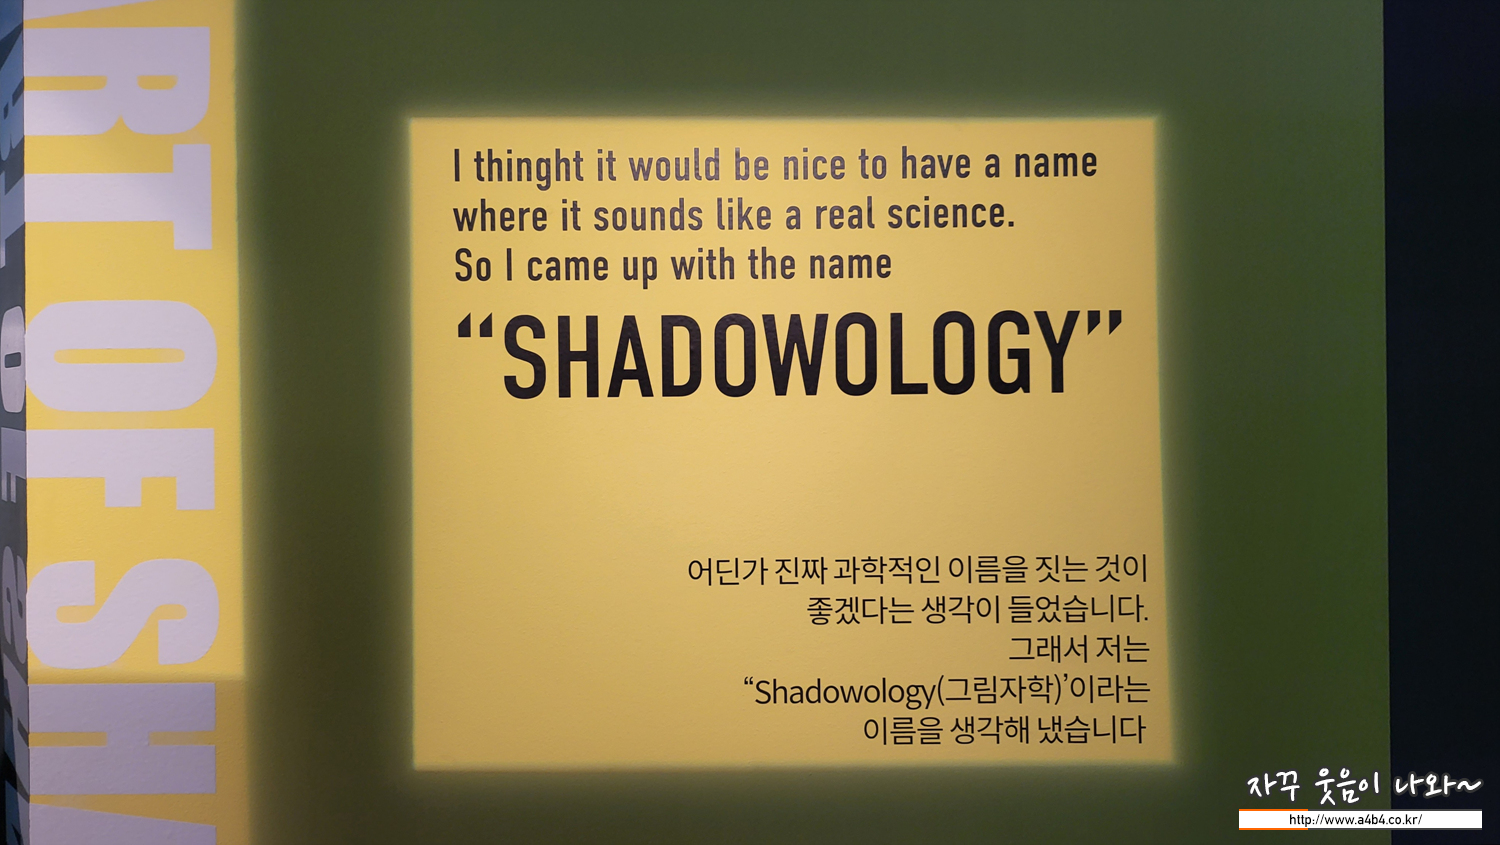 ART OF SHA
I thinght it would be nice to have a name
where it sounds like a real science.
So I came up with the name
“SHADOWOLOGY”
어딘가 진짜 과학적인 이름을 짓는 것이
좋겠다는 생각이 들었습니다.
그래서 저는
“Shadowology(그림자학)’이라는
이름을 생각해 냈습니다
자꾸 웃음이 나와~
http://www.a4b4.co.kr/